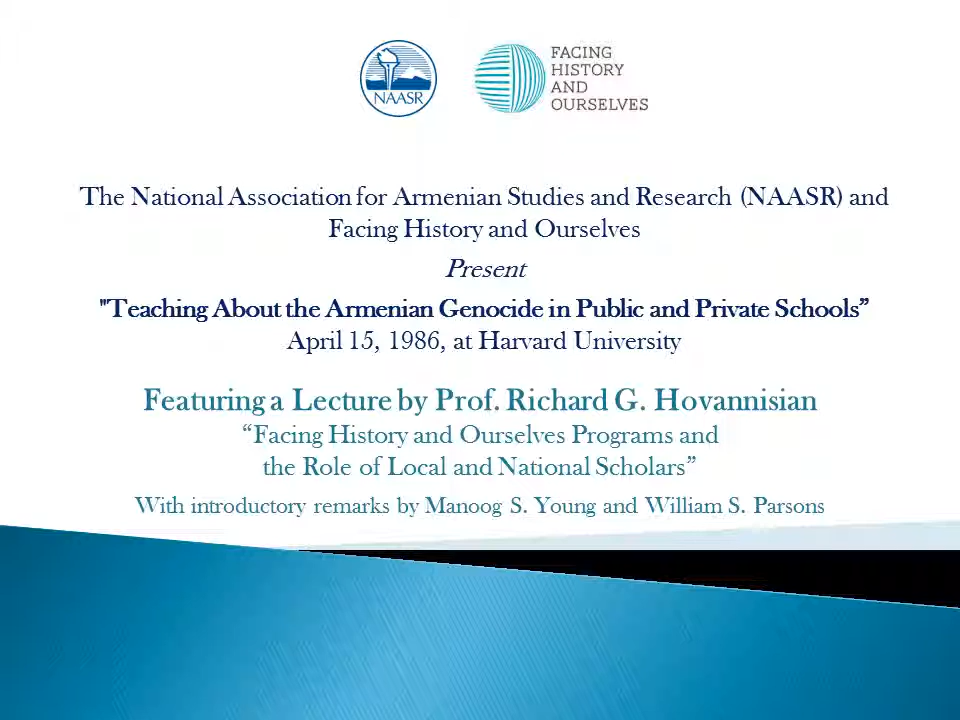 NAASR
FACING
HISTORY
AND
OURSELVES
The National Association for Armenian Studies and Research (NAASR) and
Facing History and Ourselves
Present
"Teaching About the Armenian Genocide in Public and Private Schools”
April 15, 1986, at Harvard University
Featuring a Lecture by Prof. Richard G. Hovannisian
“Facing History and Ourselves Programs and
the Role of Local and National Scholars”
With introductory remarks by Manoog S. Young and William S. Parsons